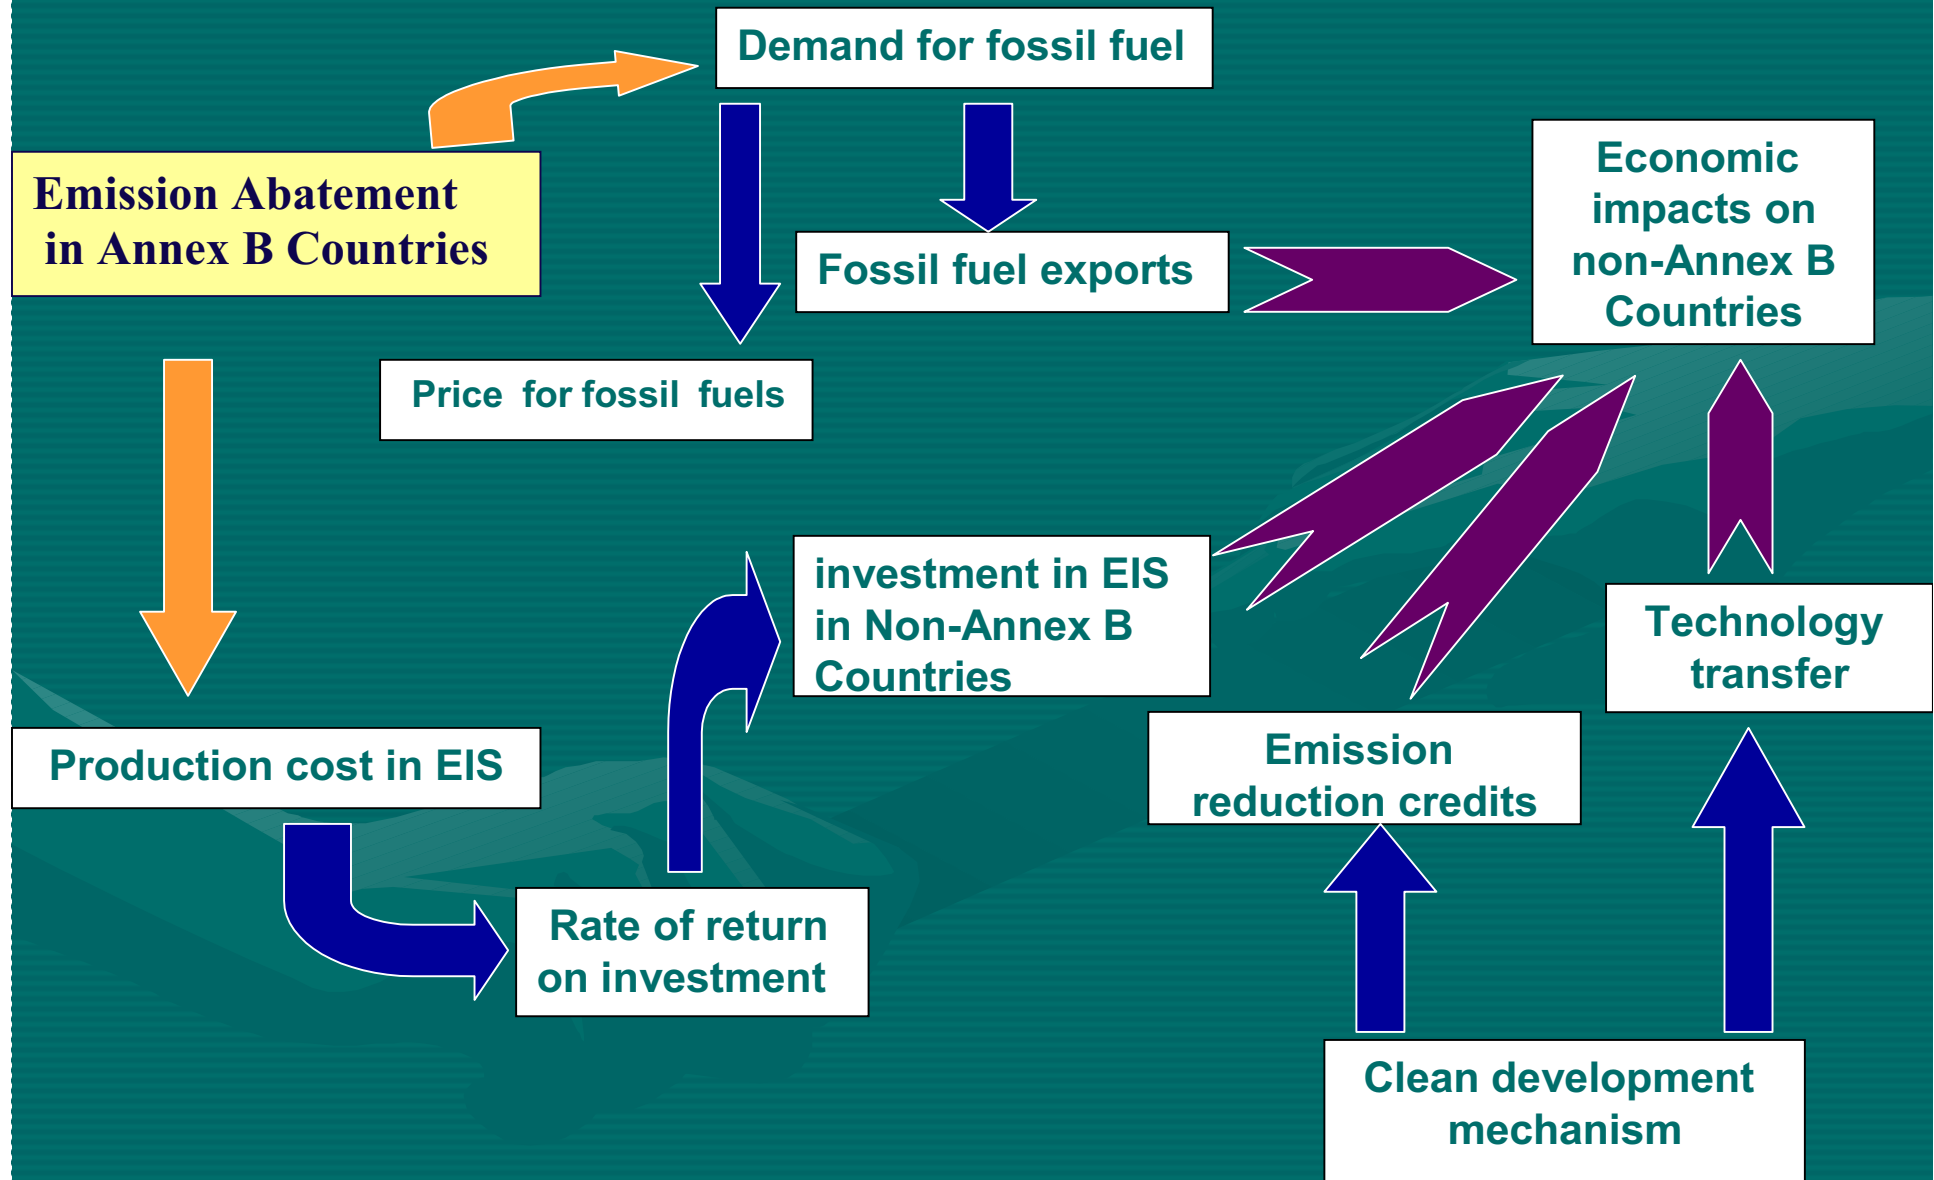 Demand for fossil fuel
Emission Abatement
in Annex B Countries
Economic
impacts on
non-Annex B
Countries
Fossil fuel exports
Price for fossil fuels
investment in EIS
in Non-Annex B
Countries
Technology
transfer
Production cost in EIS
Emission
reduction credits
Rate of return
on investment
Clean development
mechanism